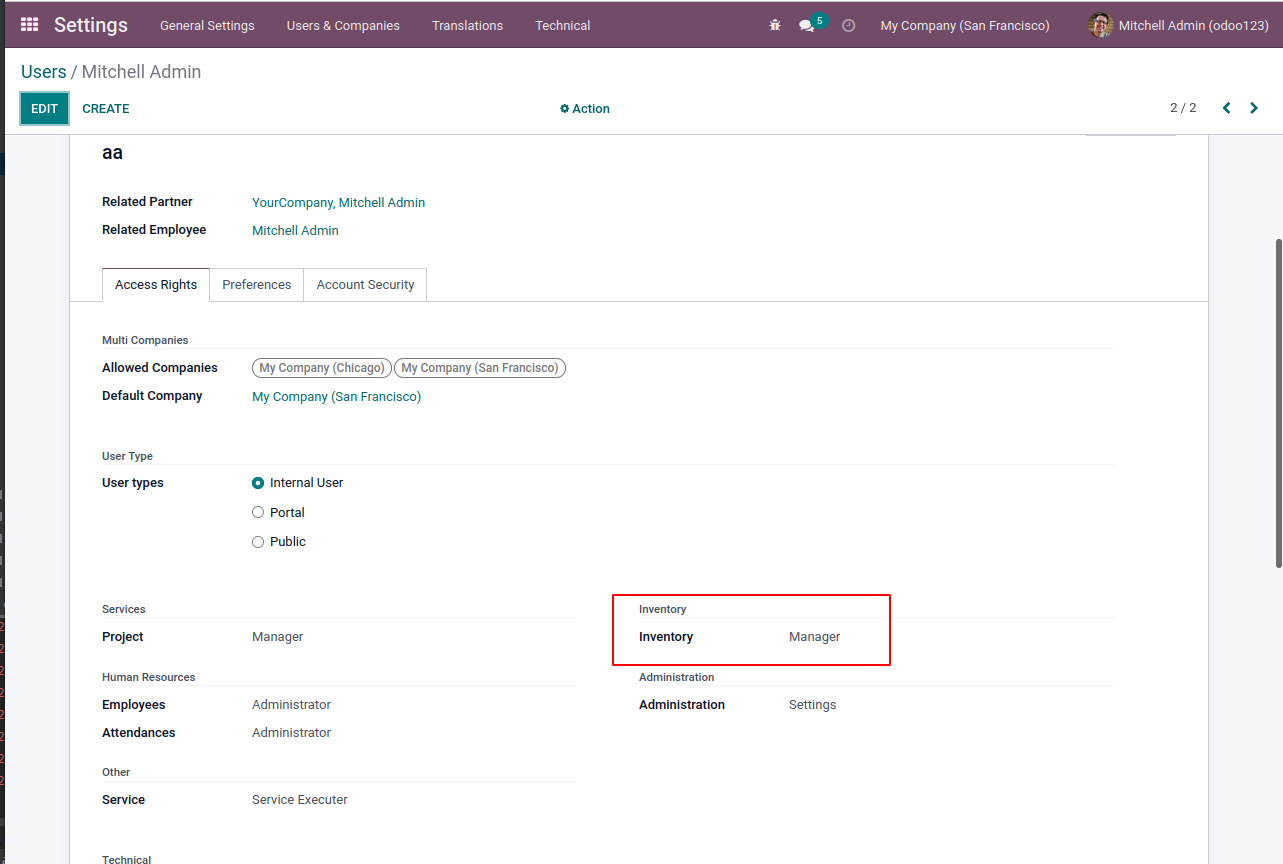 Settings General Settings Users & Companies Translations Technical 5 My Company (San Francisco) Mitchell Admin (odoo123)
Users / Mitchell Admin
EDIT CREATE Action 2 / 2
aa
Related Partner YourCompany, Mitchell Admin
Related Employee Mitchell Admin
Access Rights Preferences Account Security
Multi Companies
Allowed Companies My Company (Chicago) My Company (San Francisco)
Default Company My Company (San Francisco)
User Type
User types Internal User
Portal
Public
Services Inventory
Project Manager Inventory Manager
Human Resources Administration
Employees Administrator Administration Settings
Attendances Administrator
Other
Service Service Executer
Technical